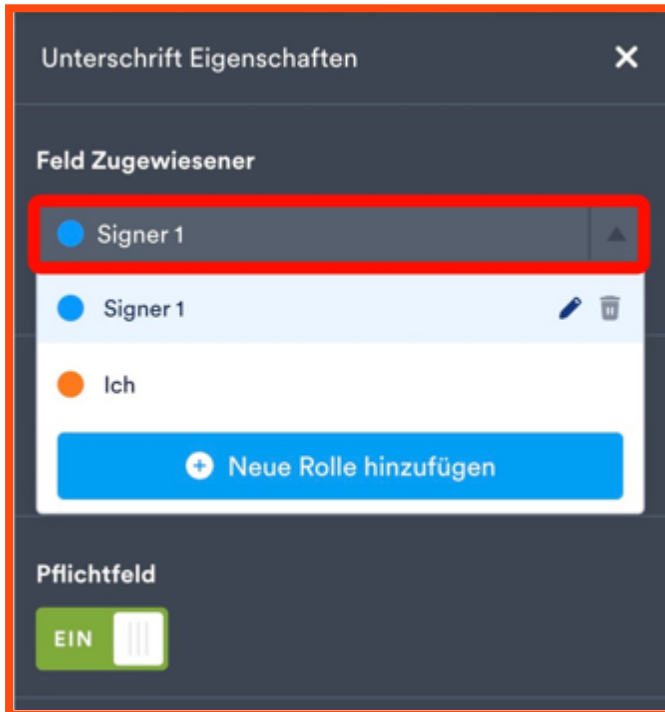 Unterschrift Eigenschaften
Feld Zugewiesener
Signer 1
Signer 1
Ich
Neue Rolle hinzufügen
Pflichtfeld
EIN